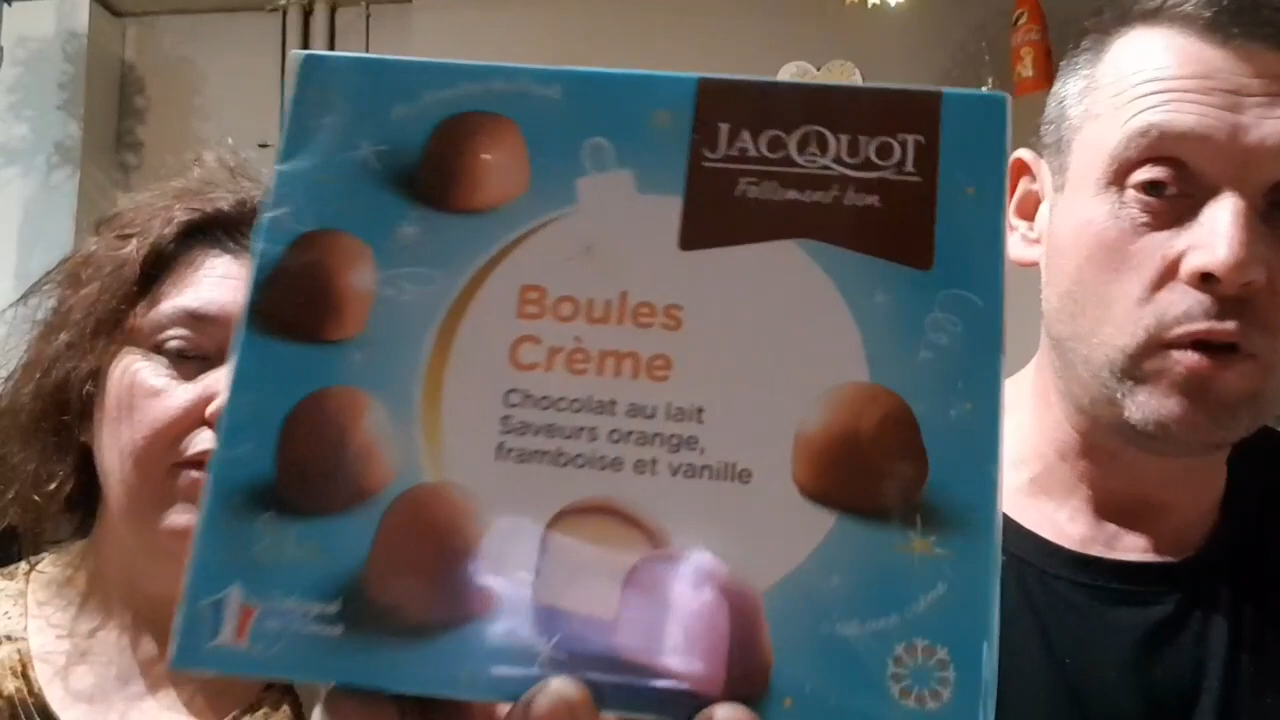 JACQUOT
Follement bon
Boules
Crème
Chocolat au lait
Saveurs orange,
framboise et vanille